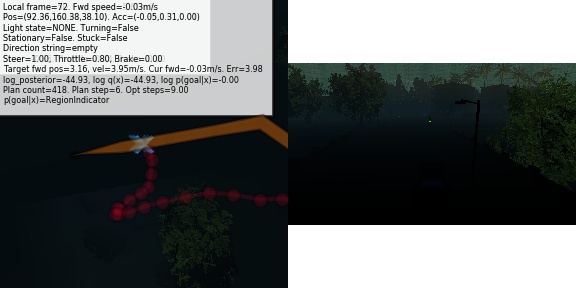 Local frame=72. Fwd speed=-0.03m/s
Pos=(92.36,160.38,38.10). Acc=(-0.05,0.31,0.00)
Light state=NONE. Turning=False
Stationary=False. Stuck=False
Direction string=empty
Steer=1.00, Throttle=0.80, Brake=0.00
Target fwd pos=3.16, vel=3.95m/s. Cur fwd=-0.03m/s. Err=3.98
log_posterior=-44.93, log q(x)=-44.93, log p(goal|x)=-0.00
Plan count=418. Plan step=6. Opt steps=9.00
p(goal|x)=RegionIndicator